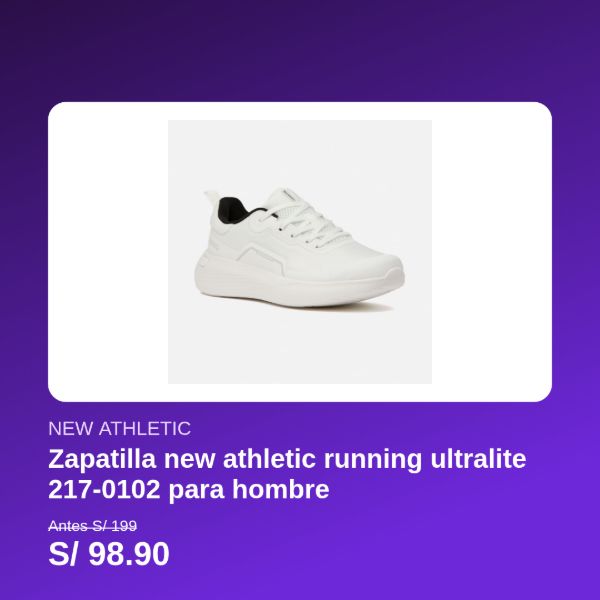 NEW ATHLETIC
Zapatilla new athletic running ultralite
217-0102 para hombre
Antes S/ 199
S/ 98.90